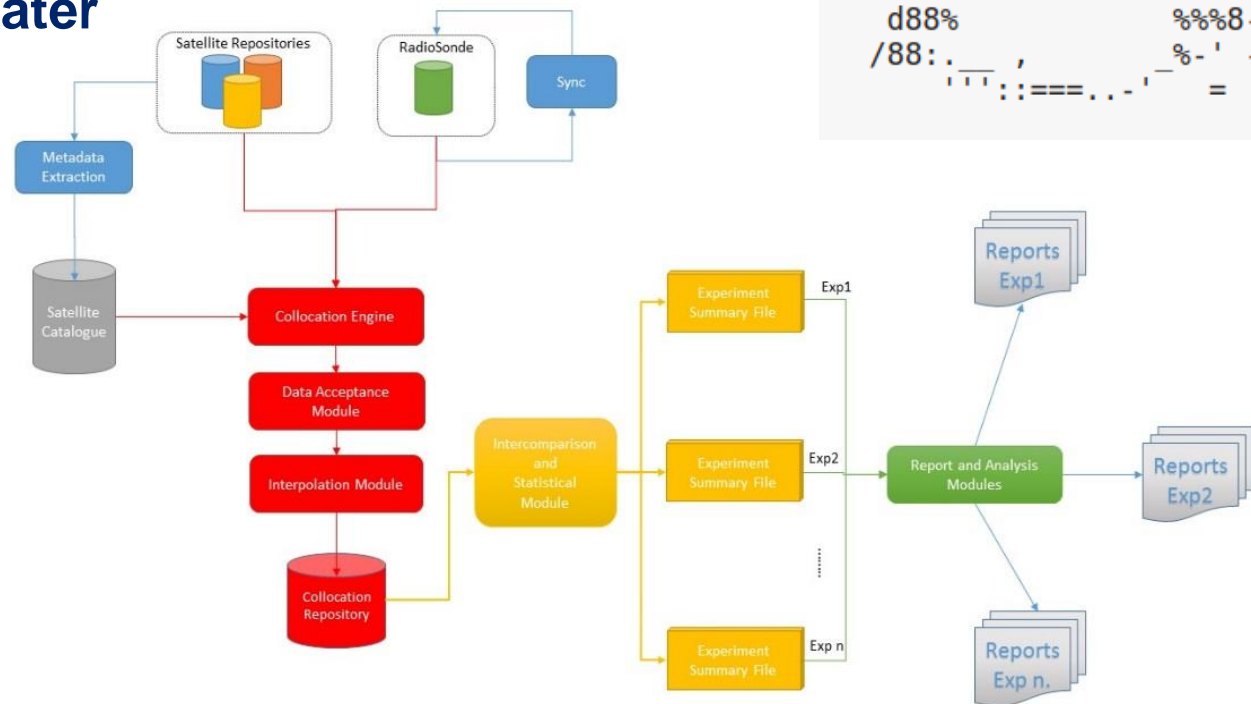 ater
d88% %%%8-
/88:.__ , _%-' -
''':::===..-' =
Satellite Repositories
RadioSonde
Sync
Metadata
Extraction
Satellite
Catalogue
Collocation Engine
Data Acceptance
Module
Interpolation Module
Collocation
Repository
Intercomparison
and
Statistical
Module
Experiment
Summary File
Exp1
Experiment
Summary File
Exp2
Experiment
Summary File
Exp n
Report and Analysis
Modules
Reports
Exp1
Reports
Exp2
Reports
Exp n.